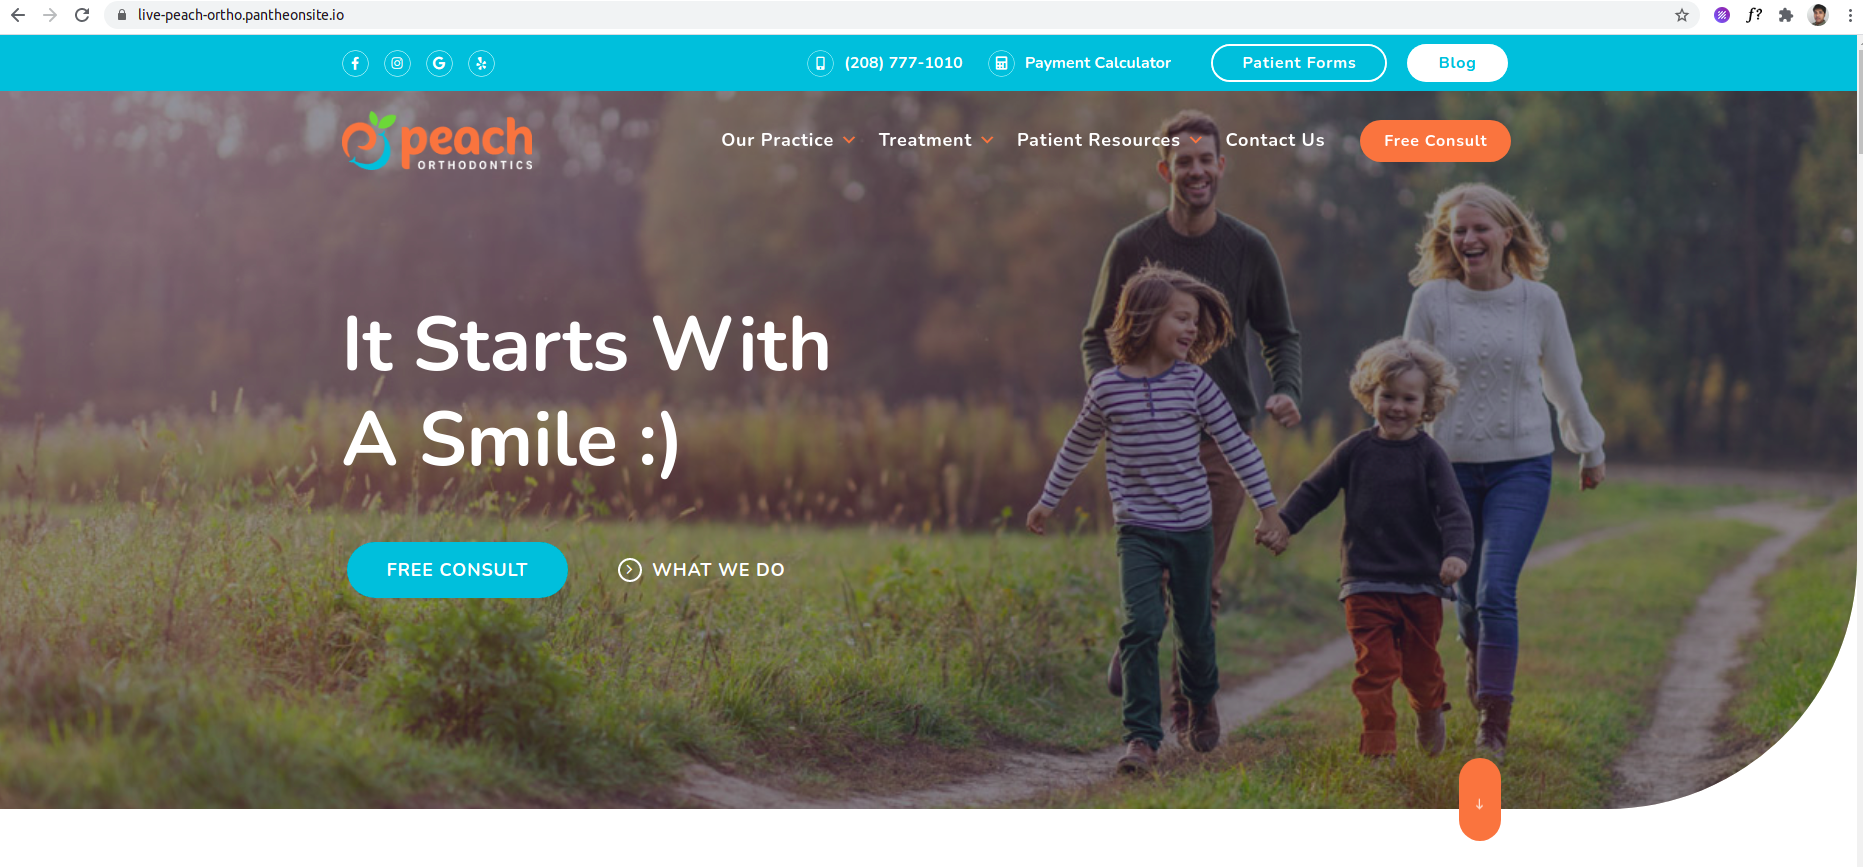 live-peach-ortho.pantheonsite.io
f?
(208) 777-1010 Payment Calculator Patient Forms Blog
peach
ORTHODONTICS
Our Practice Treatment Patient Resources Contact Us Free Consult
It Starts With
A Smile :)
FREE CONSULT WHAT WE DO